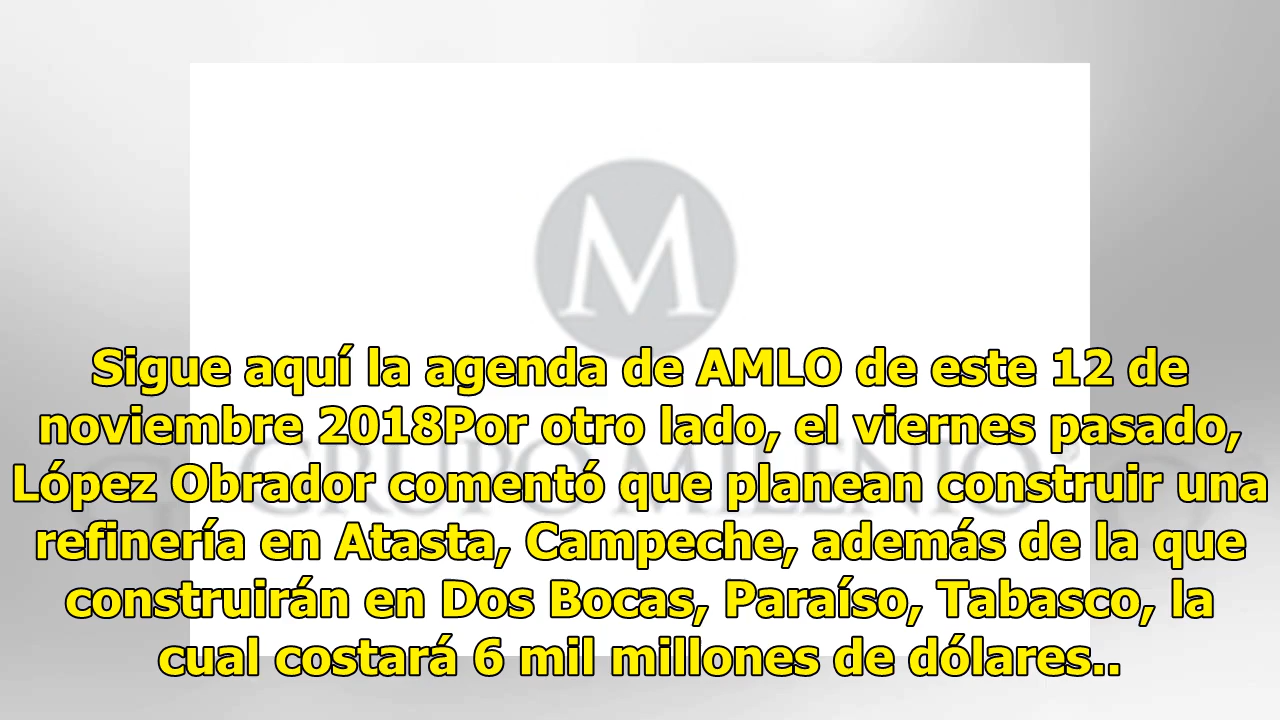 M
Sigue aquí la agenda de AMLO de este 12 de
noviembre 2018Por otro lado, el viernes pasado,
López Obrador comentó que planean construir una
GRUPO MILENIO
refinería en Atasta, Campeche, además de la que
construirán en Dos Bocas, Paraíso, Tabasco, la
cual costará 6 mil millones de dólares..